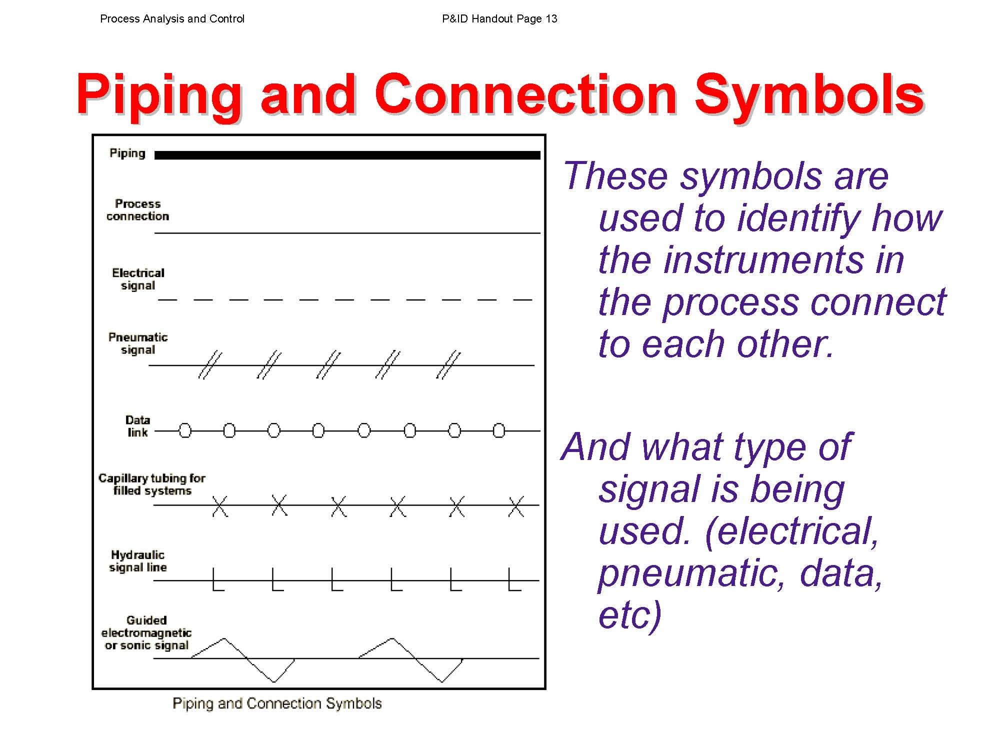 Process Analysis and Control
P&ID Handout Page 13
Piping and Connection Symbols
Piping
Process
connection
Electrical
signal
Pneumatic
signal
Data
link
Capillary tubing for
filled systems
Hydraulic
signal line
Guided
electromagnetic
or sonic signal
Piping and Connection Symbols
These symbols are
used to identify how
the instruments in
the process connect
to each other.
And what type of
signal is being
used. (electrical,
pneumatic, data,
etc)